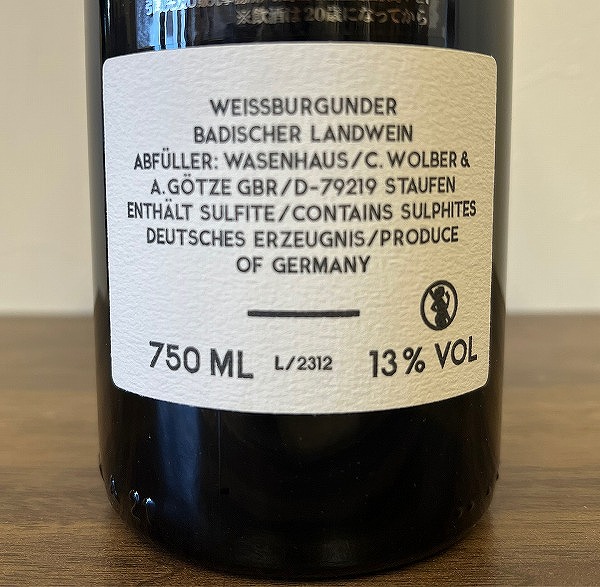 ※飲酒は20歳になってから
WEISSBURGUNDER
BADISCHER LANDWEIN
ABFÜLLER: WASENHAUS/C. WOLBER &
A. GÖTZE GBR/D-79219 STAUFEN
ENTHÄLT SULFITE/CONTAINS SULPHITES
DEUTSCHES ERZEUGNIS/PRODUCE
OF GERMANY
750 ML L/2312 13% VOL